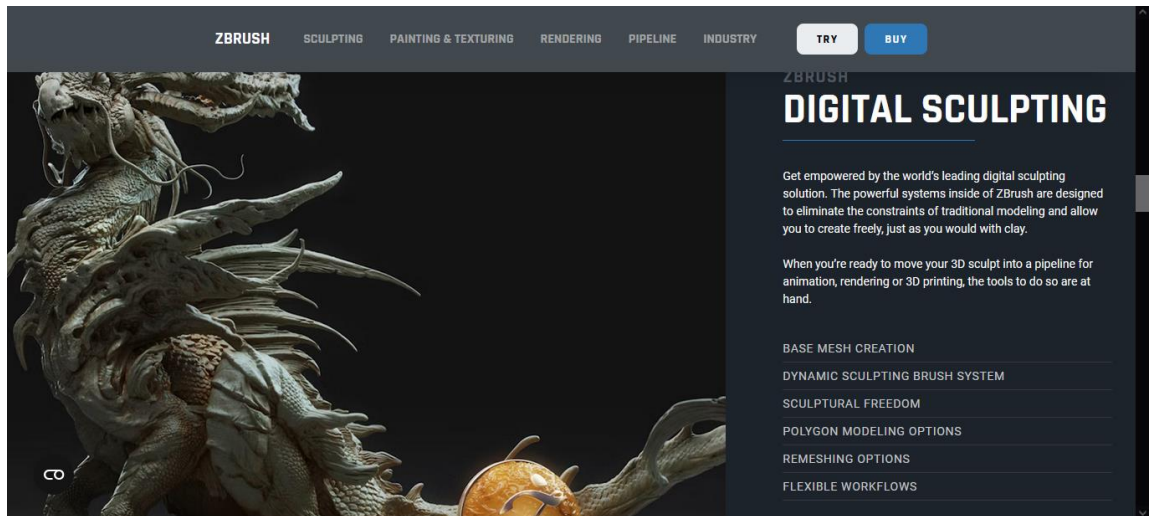 ZBRUSH
SCULPTING
PAINTING & TEXTURING
RENDERING
PIPELINE
INDUSTRY
TRY
BUY
ZBRUSH
DIGITAL SCULPTING
Get empowered by the world's leading digital sculpting
solution. The powerful systems inside of ZBrush are designed
to eliminate the constraints of traditional modeling and allow
you to create freely, just as you would with clay.
When you're ready to move your 3D sculpt into a pipeline for
animation, rendering or 3D printing, the tools to do so are at
hand.
BASE MESH CREATION
DYNAMIC SCULPTING BRUSH SYSTEM
SCULPTURAL FREEDOM
POLYGON MODELING OPTIONS
REMESHING OPTIONS
FLEXIBLE WORKFLOWS